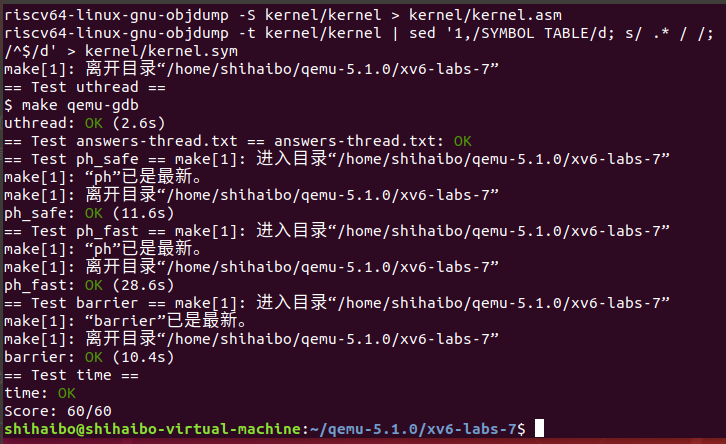 riscv64-linux-gnu-objdump -S kernel/kernel > kernel/kernel.asm
riscv64-linux-gnu-objdump -t kernel/kernel | sed '1,/SYMBOL TABLE/d; s/ .* / /;
/^$/d' > kernel/kernel.sym
make[1]: 离开目录“/home/shihaibo/qemu-5.1.0/xv6-labs-7”
== Test uthread ==
$ make qemu-gdb
uthread: OK (2.6s)
== Test answers-thread.txt == answers-thread.txt: OK
== Test ph_safe == make[1]: 进入目录“/home/shihaibo/qemu-5.1.0/xv6-labs-7”
make[1]: “ph”已是最新。
make[1]: 离开目录“/home/shihaibo/qemu-5.1.0/xv6-labs-7”
ph_safe: OK (11.6s)
== Test ph_fast == make[1]: 进入目录“/home/shihaibo/qemu-5.1.0/xv6-labs-7”
make[1]: “ph”已是最新。
make[1]: 离开目录“/home/shihaibo/qemu-5.1.0/xv6-labs-7”
ph_fast: OK (28.6s)
== Test barrier == make[1]: 进入目录“/home/shihaibo/qemu-5.1.0/xv6-labs-7”
make[1]: “barrier”已是最新。
make[1]: 离开目录“/home/shihaibo/qemu-5.1.0/xv6-labs-7”
barrier: OK (10.4s)
== Test time ==
time: OK
Score: 60/60
shihaibo@shihaibo-virtual-machine:~/qemu-5.1.0/xv6-labs-7$